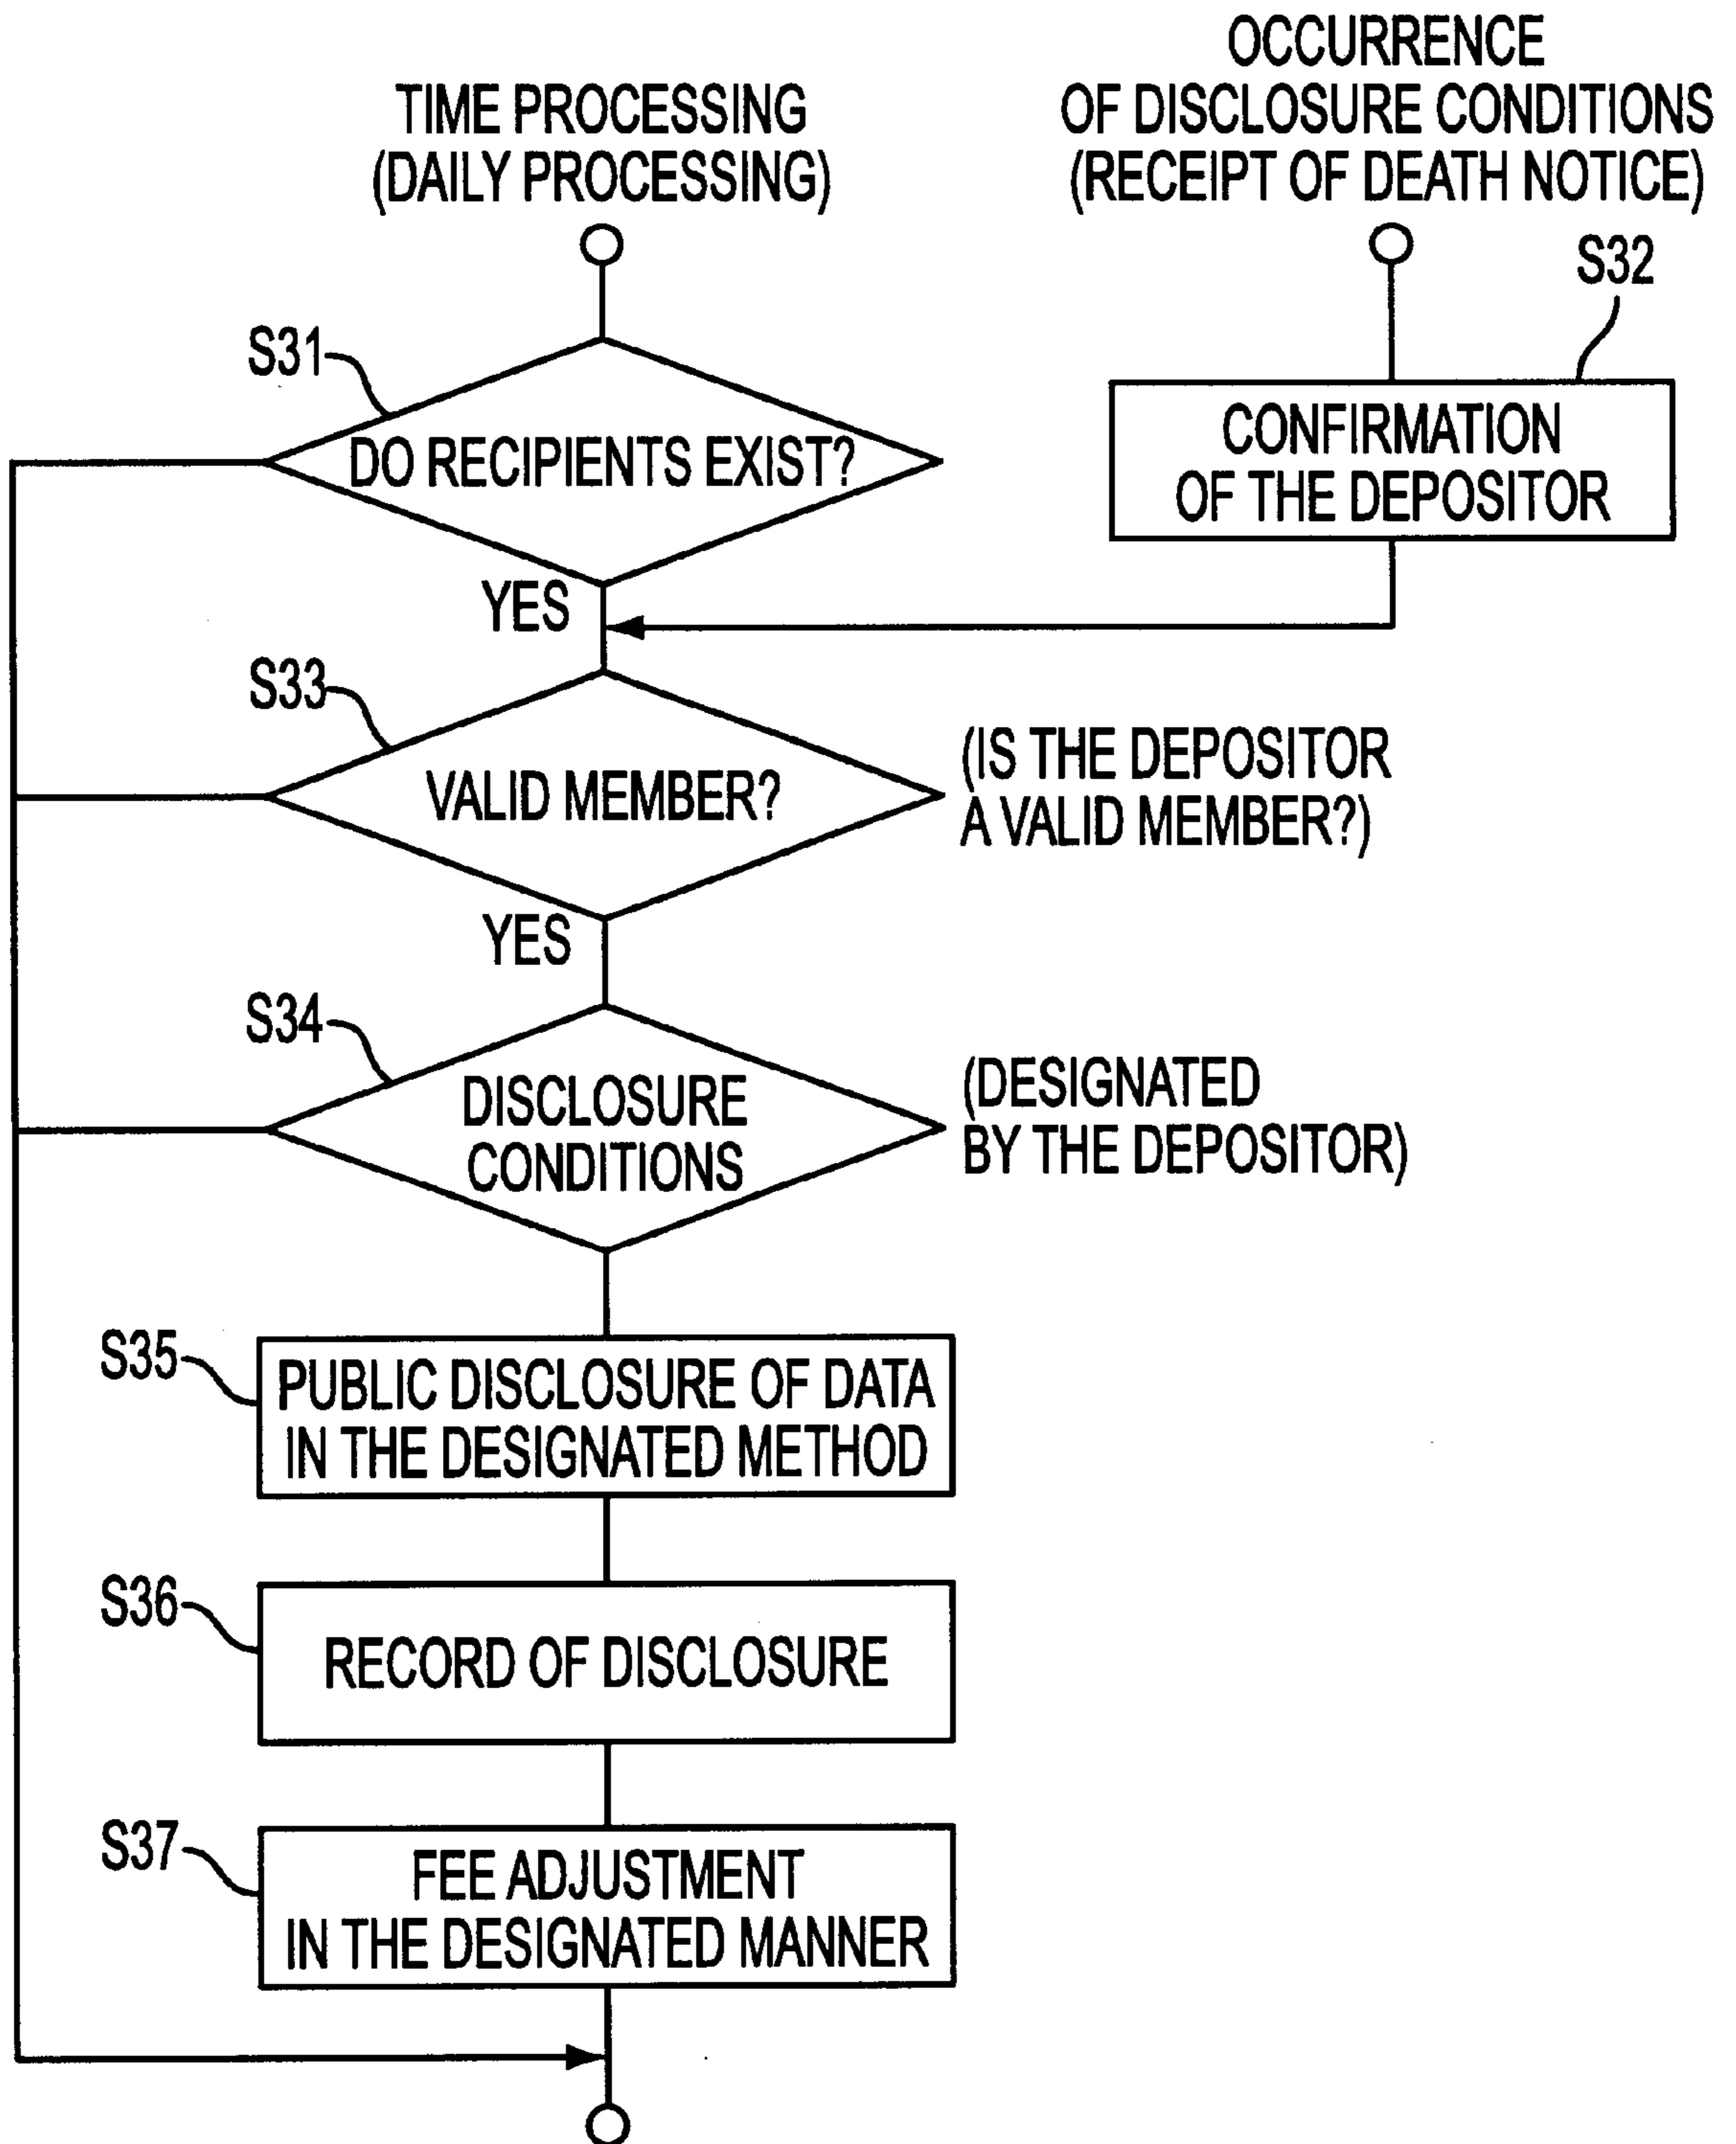 OCCURRENCE
OF DISCLOSURE CONDITIONS
(RECEIPT OF DEATH NOTICE)
TIME PROCESSING
(DAILY PROCESSING)
S32
S31
DO RECIPIENTS EXIST?
CONFIRMATION
OF THE DEPOSITOR
YES
S33
VALID MEMBER?
(IS THE DEPOSITOR
A VALID MEMBER?)
YES
S34
DISCLOSURE
CONDITIONS
(DESIGNATED
BY THE DEPOSITOR)
S35
PUBLIC DISCLOSURE OF DATA
IN THE DESIGNATED METHOD
S36
RECORD OF DISCLOSURE
S37
FEE ADJUSTMENT
IN THE DESIGNATED MANNER